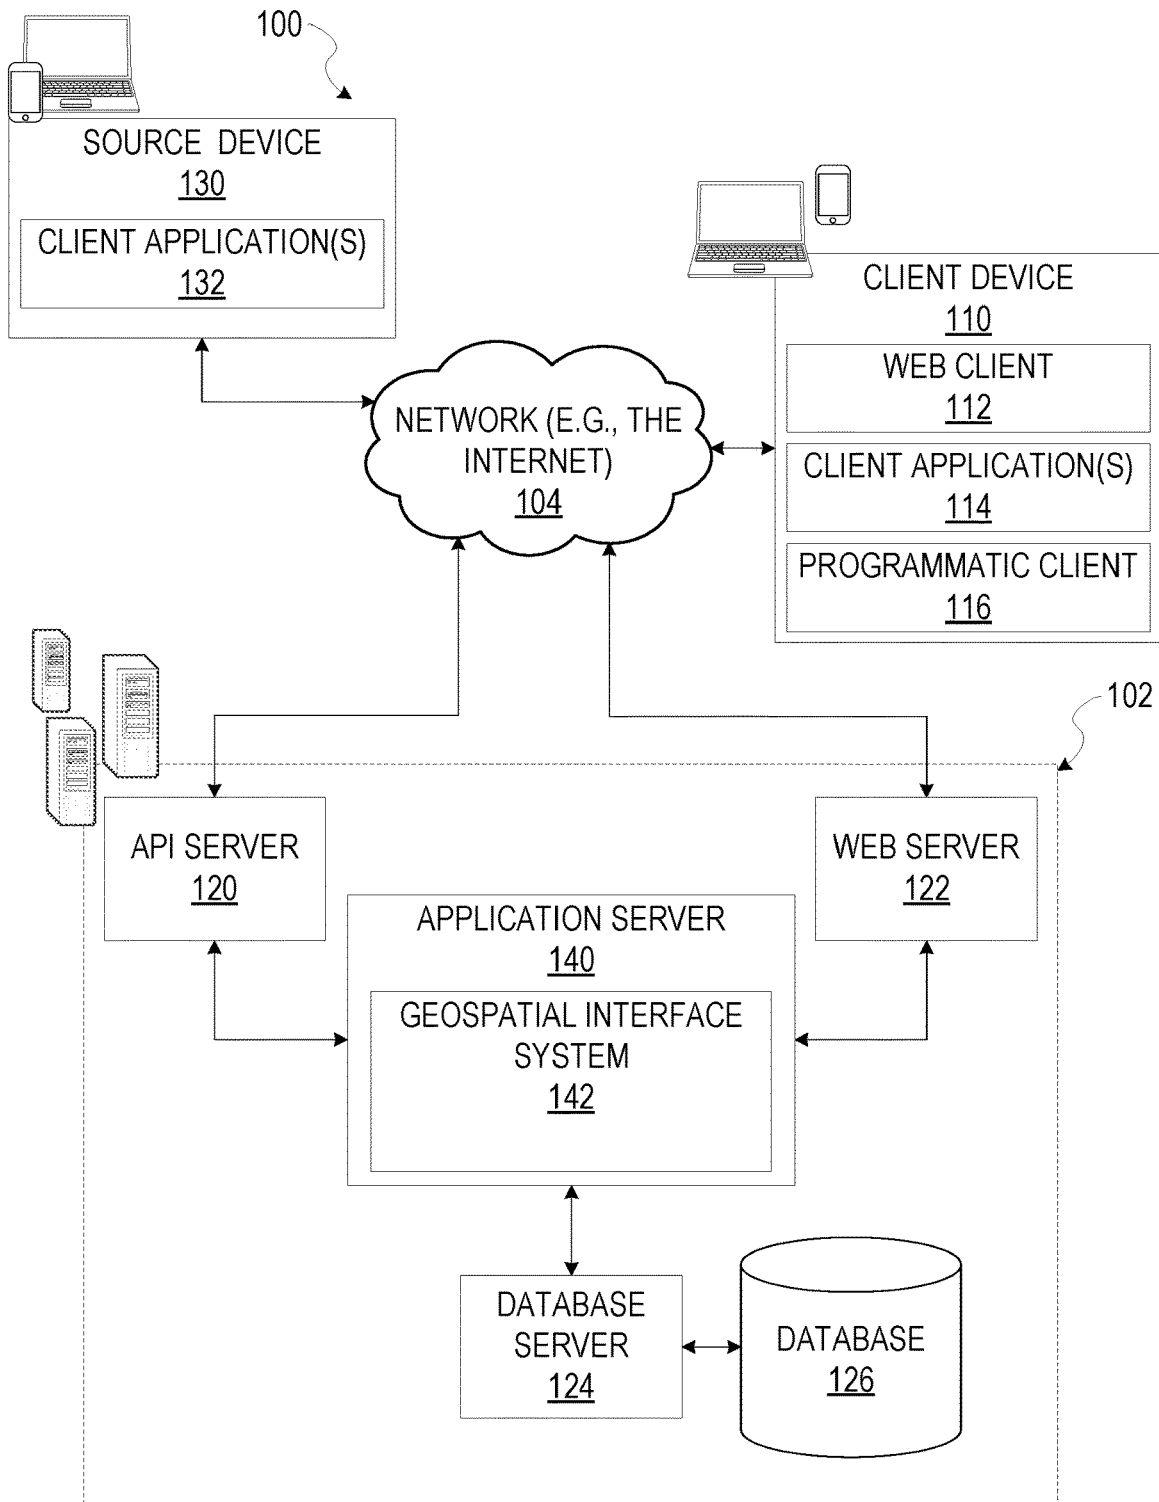 100
SOURCE DEVICE
130
CLIENT APPLICATION(S)
132
CLIENT DEVICE
110
WEB CLIENT
112
CLIENT APPLICATION(S)
114
PROGRAMMATIC CLIENT
116
NETWORK (E.G., THE
INTERNET)
104
102
API SERVER
120
WEB SERVER
122
APPLICATION SERVER
140
GEOSPATIAL INTERFACE
SYSTEM
142
DATABASE
SERVER
124
DATABASE
126